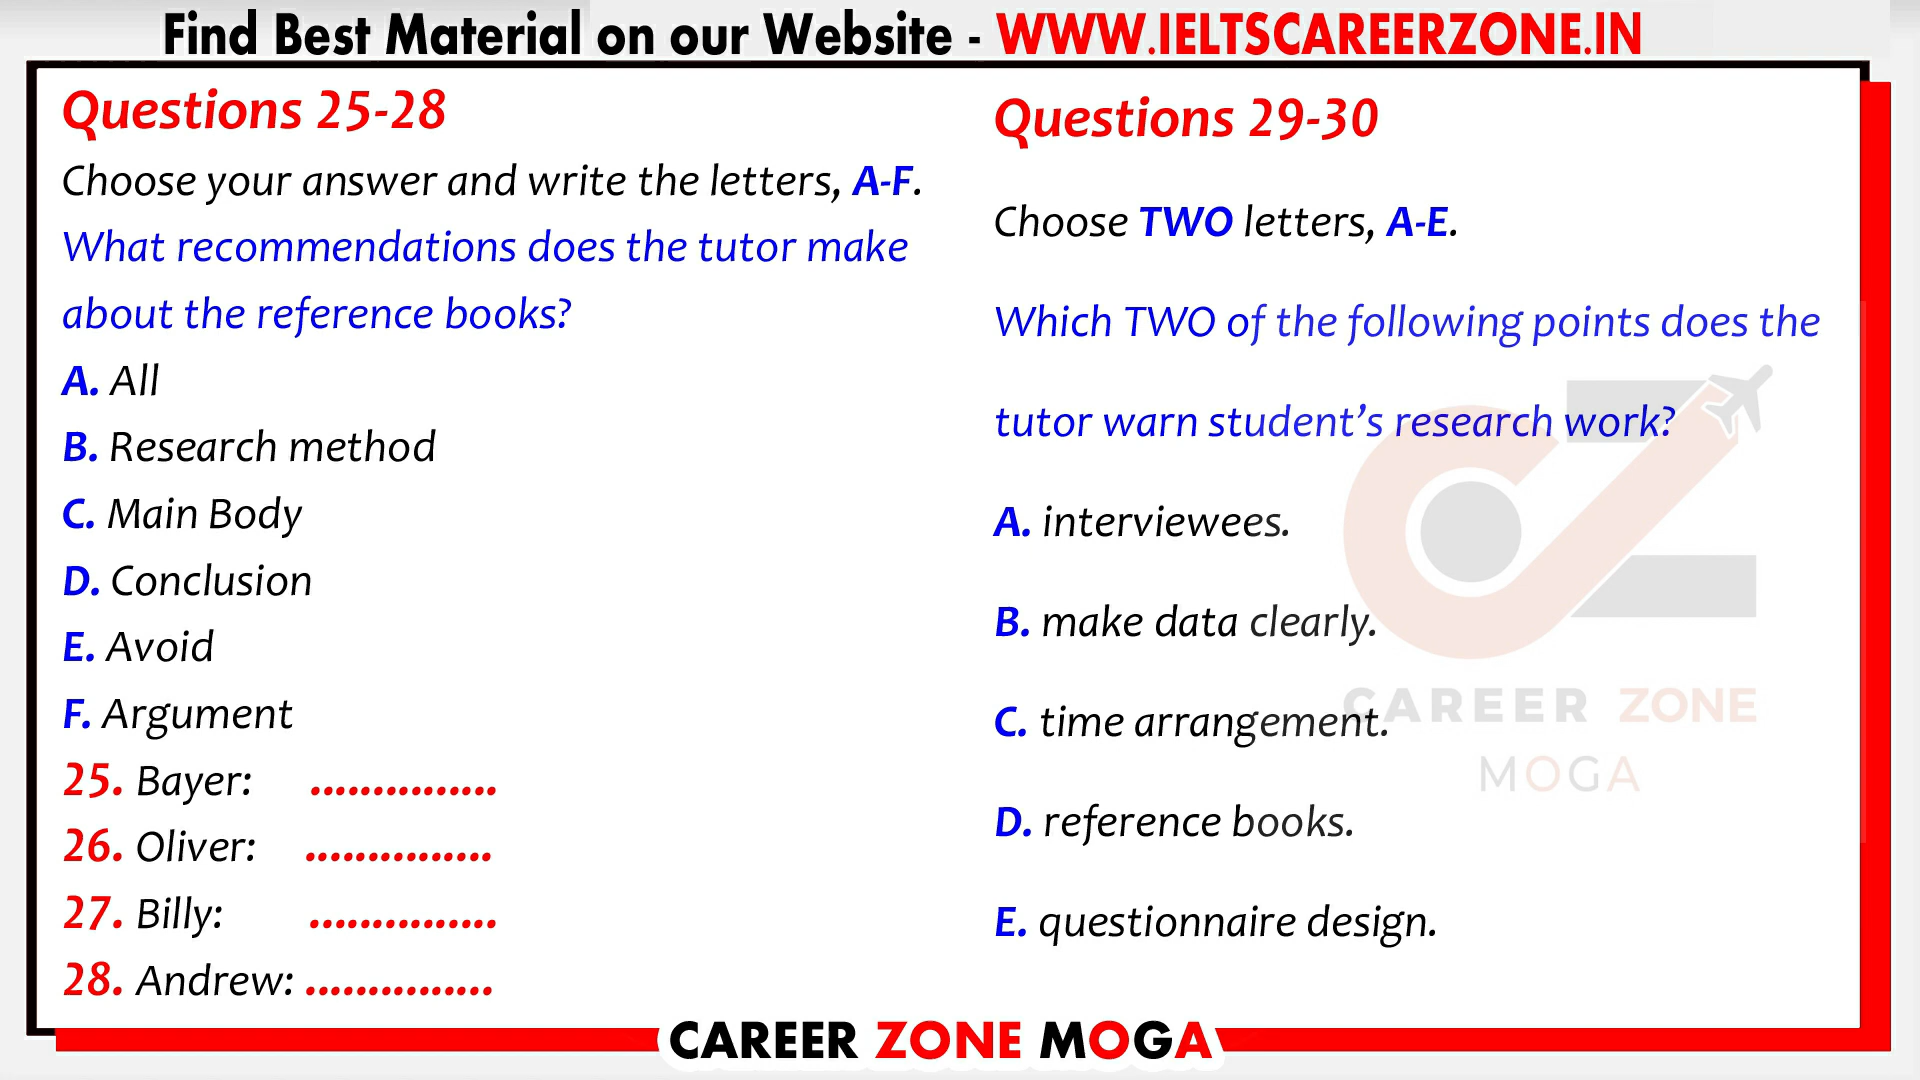 Find Best Material on our Website - WWW.IELTSCAREERZONE.IN
Questions 25-28
Choose your answer and write the letters, A-F.
What recommendations does the tutor make
about the reference books?
A. All
B. Research method
C. Main Body
D. Conclusion
E. Avoid
F. Argument
25. Bayer: ...............
26. Oliver: ...............
27. Billy: ...............
28. Andrew: ...............
Questions 29-30
Choose TWO letters, A-E.
Which TWO of the following points does the
tutor warn student’s research work?
A. interviewees.
B. make data clearly.
C. time arrangement.
D. reference books.
E. questionnaire design.
CAREER ZONE
MOGA
CAREER ZONE MOGA